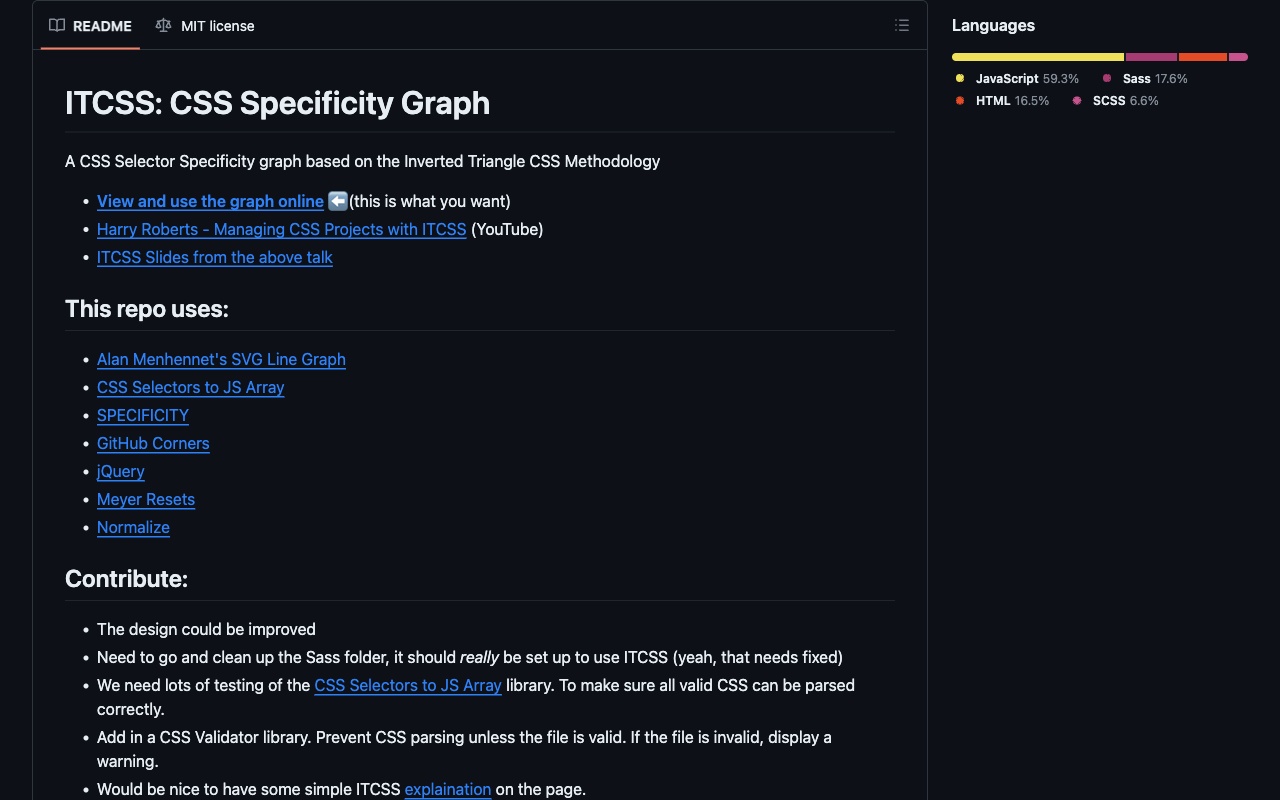 README
MIT license
ITCSS: CSS Specificity Graph
A CSS Selector Specificity graph based on the Inverted Triangle CSS Methodology
View and use the graph online ⬅️(this is what you want)
Harry Roberts - Managing CSS Projects with ITCSS (YouTube)
ITCSS Slides from the above talk
This repo uses:
Alan Menhennet's SVG Line Graph
CSS Selectors to JS Array
SPECIFICITY
GitHub Corners
jQuery
Meyer Resets
Normalize
Contribute:
The design could be improved
Need to go and clean up the Sass folder, it should really be set up to use ITCSS (yeah, that needs fixed)
We need lots of testing of the CSS Selectors to JS Array library. To make sure all valid CSS can be parsed
correctly.
Add in a CSS Validator library. Prevent CSS parsing unless the file is valid. If the file is invalid, display a
warning.
Would be nice to have some simple ITCSS explaination on the page.
Languages
JavaScript 59.3%
Sass 17.6%
HTML 16.5%
SCSS 6.6%